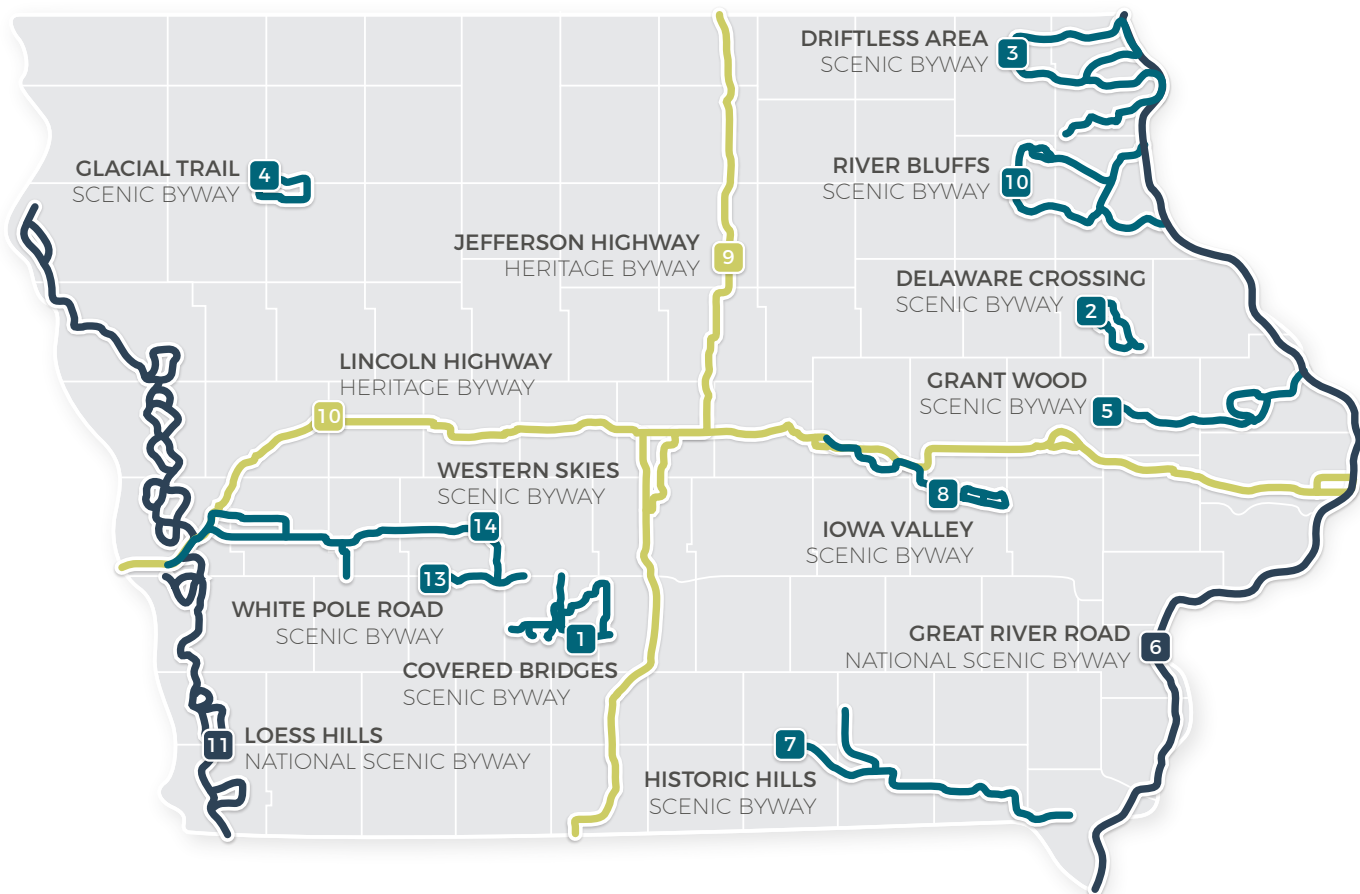 DRIFTLESS AREA
SCENIC BYWAY
3
GLACIAL TRAIL
SCENIC BYWAY
4
RIVER BLUFFS
SCENIC BYWAY
10
JEFFERSON HIGHWAY
HERITAGE BYWAY
9
DELAWARE CROSSING
SCENIC BYWAY
2
LINCOLN HIGHWAY
HERITAGE BYWAY
10
GRANT WOOD
SCENIC BYWAY
5
WESTERN SKIES
SCENIC BYWAY
14
8
IOWA VALLEY
SCENIC BYWAY
13
WHITE POLE ROAD
SCENIC BYWAY
1
COVERED BRIDGES
SCENIC BYWAY
GREAT RIVER ROAD
NATIONAL SCENIC BYWAY
6
11
LOESS HILLS
NATIONAL SCENIC BYWAY
7
HISTORIC HILLS
SCENIC BYWAY